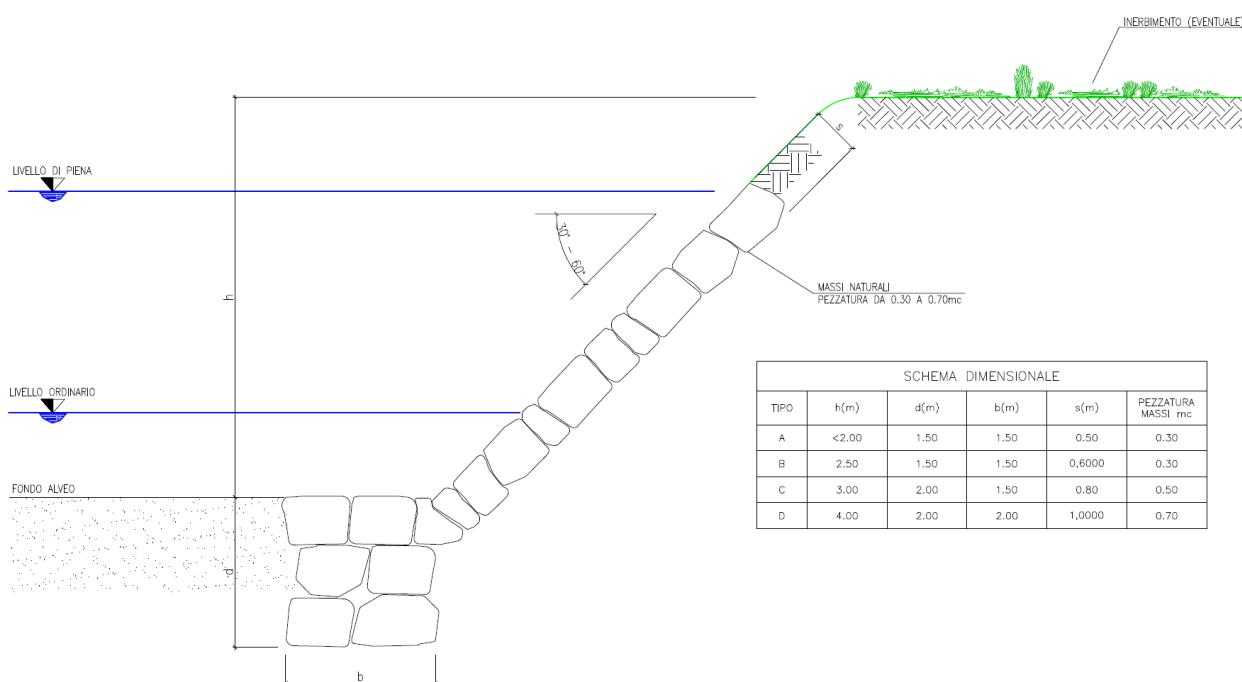 INERBIMENTO (EVENTUALE)
s
LIVELLO DI PIENA
30° - 60°
h
MASSI NATURALI
PEZZATURA DA 0.30 A 0.70mc
LIVELLO ORDINARIO
SCHEMA DIMENSIONALE
TIPO h(m) d(m) b(m) s(m) PEZZATURA MASSI mc
A <2.00 1.50 1.50 0.50 0.30
B 2.50 1.50 1.50 0,6000 0.30
C 3.00 2.00 1.50 0.80 0.50
D 4.00 2.00 2.00 1,0000 0.70
FONDO ALVEO
d
b